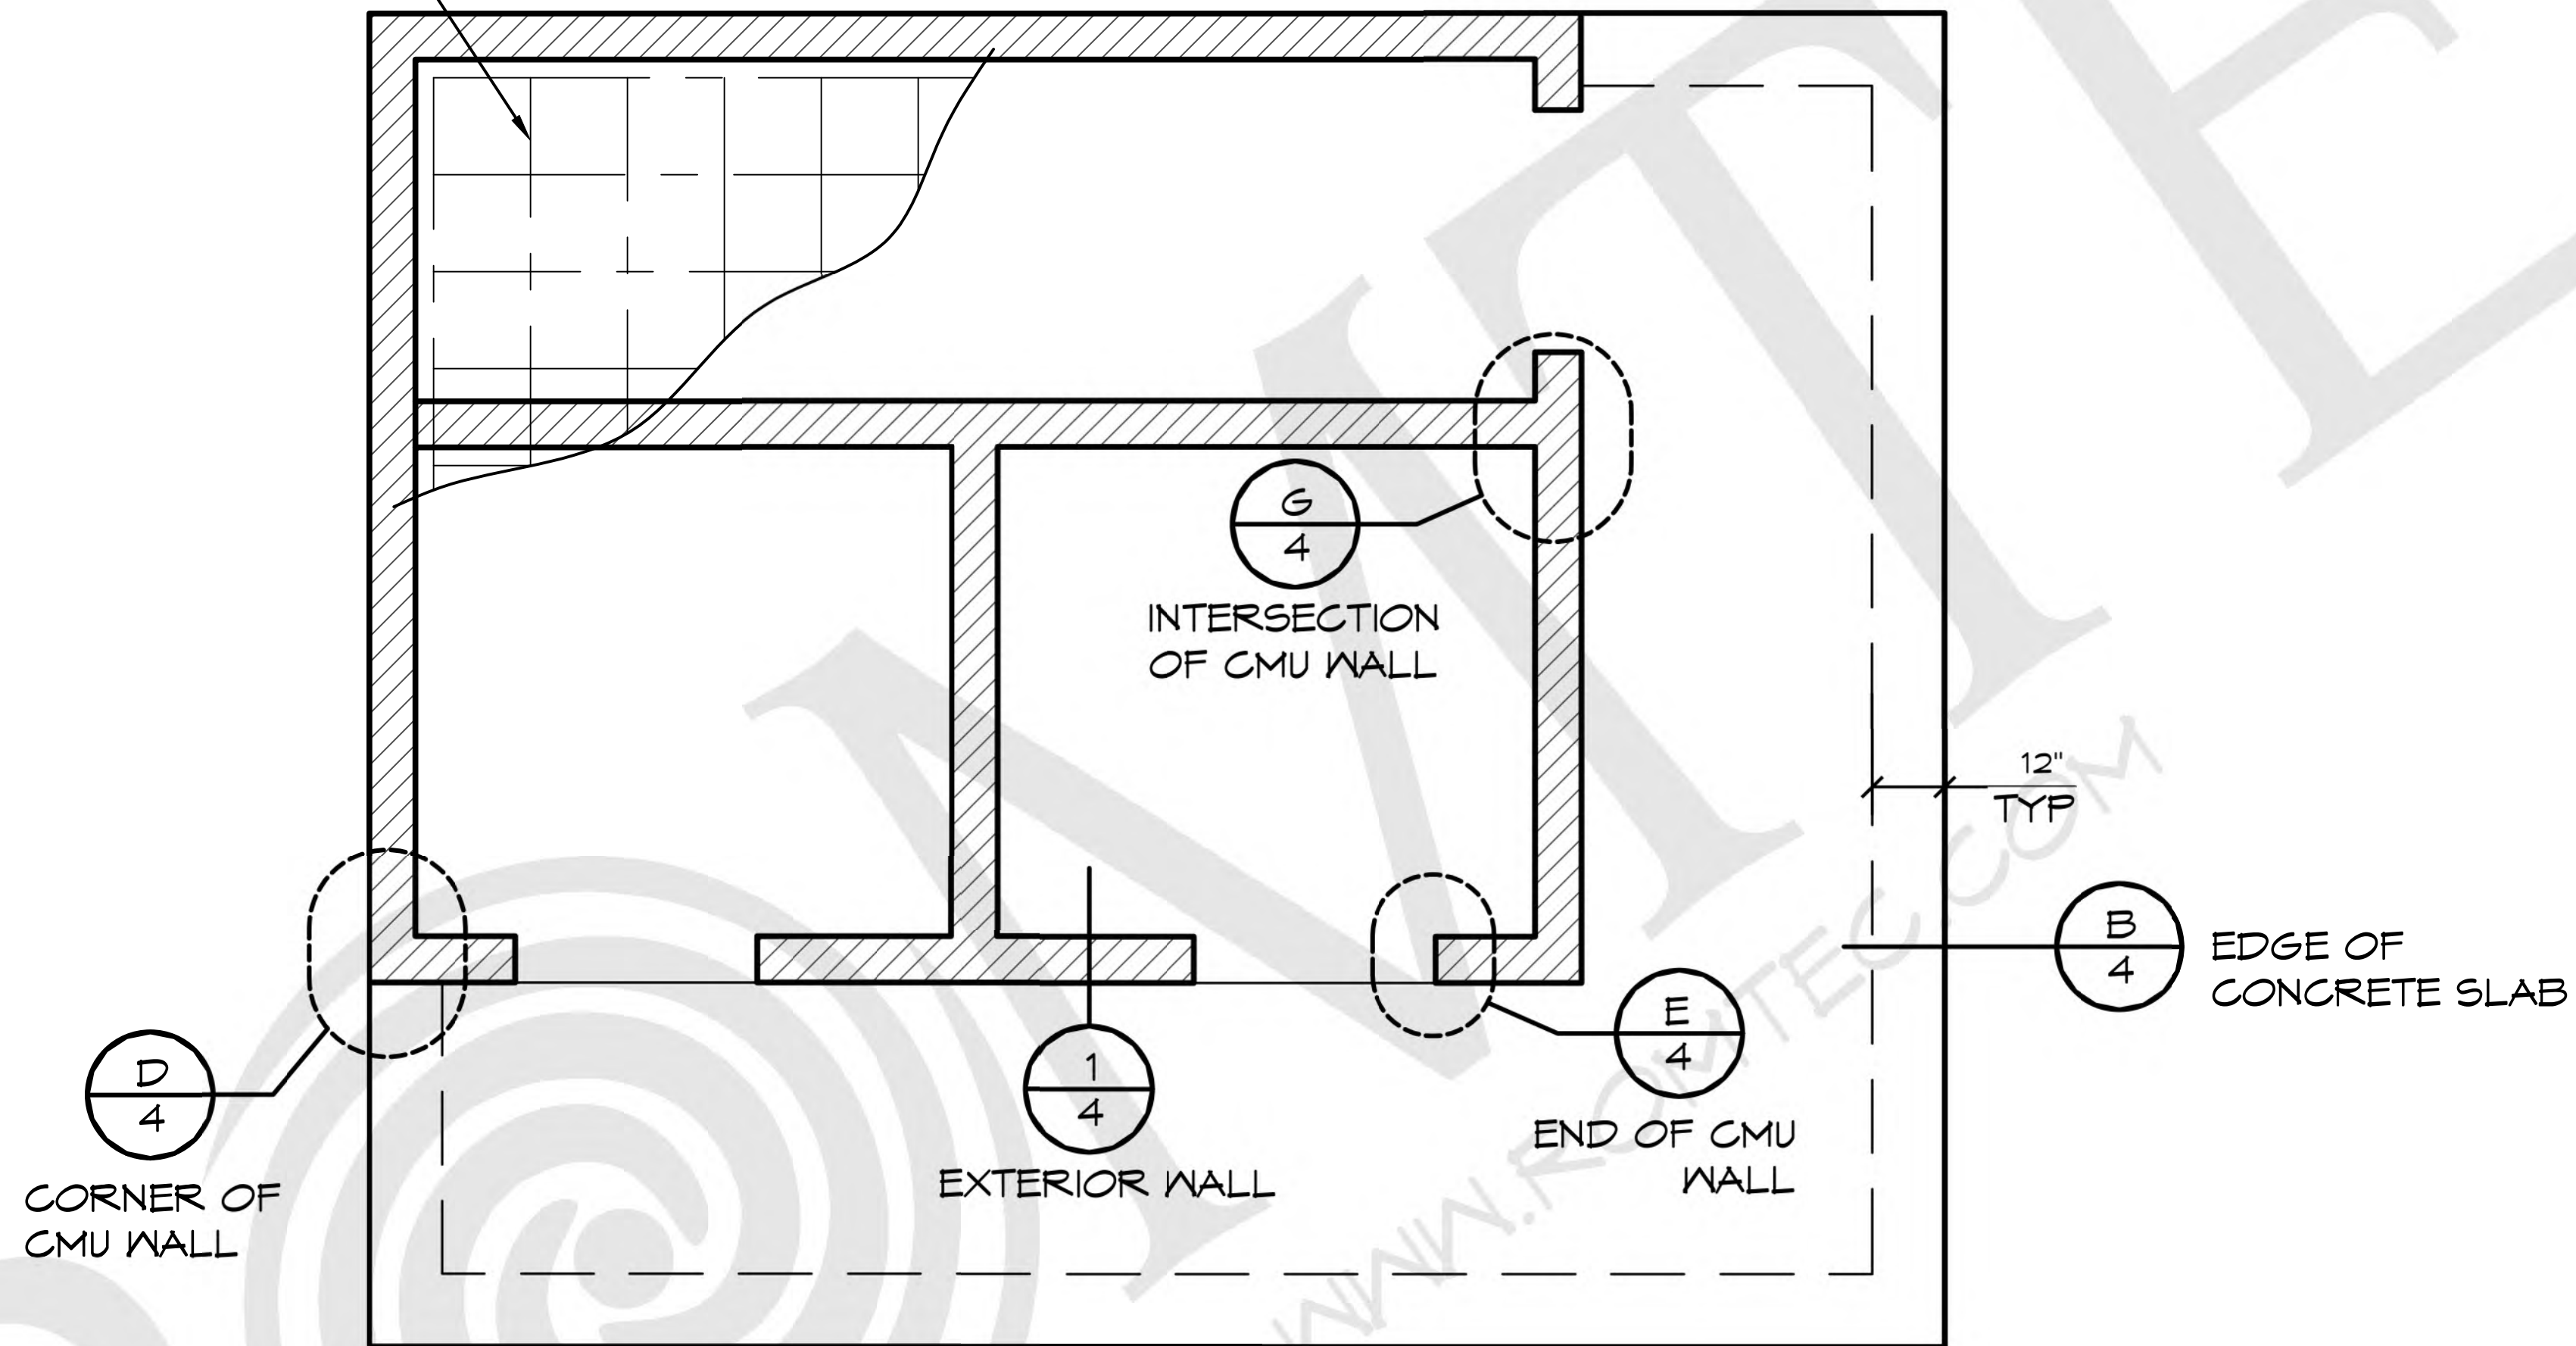 G
4
INTERSECTION
OF CMU WALL
12"
TYP
B
4
EDGE OF
CONCRETE SLAB
D
4
CORNER OF
CMU WALL
1
4
EXTERIOR WALL
E
4
END OF CMU
WALL
WWW.ROMTEC.COM